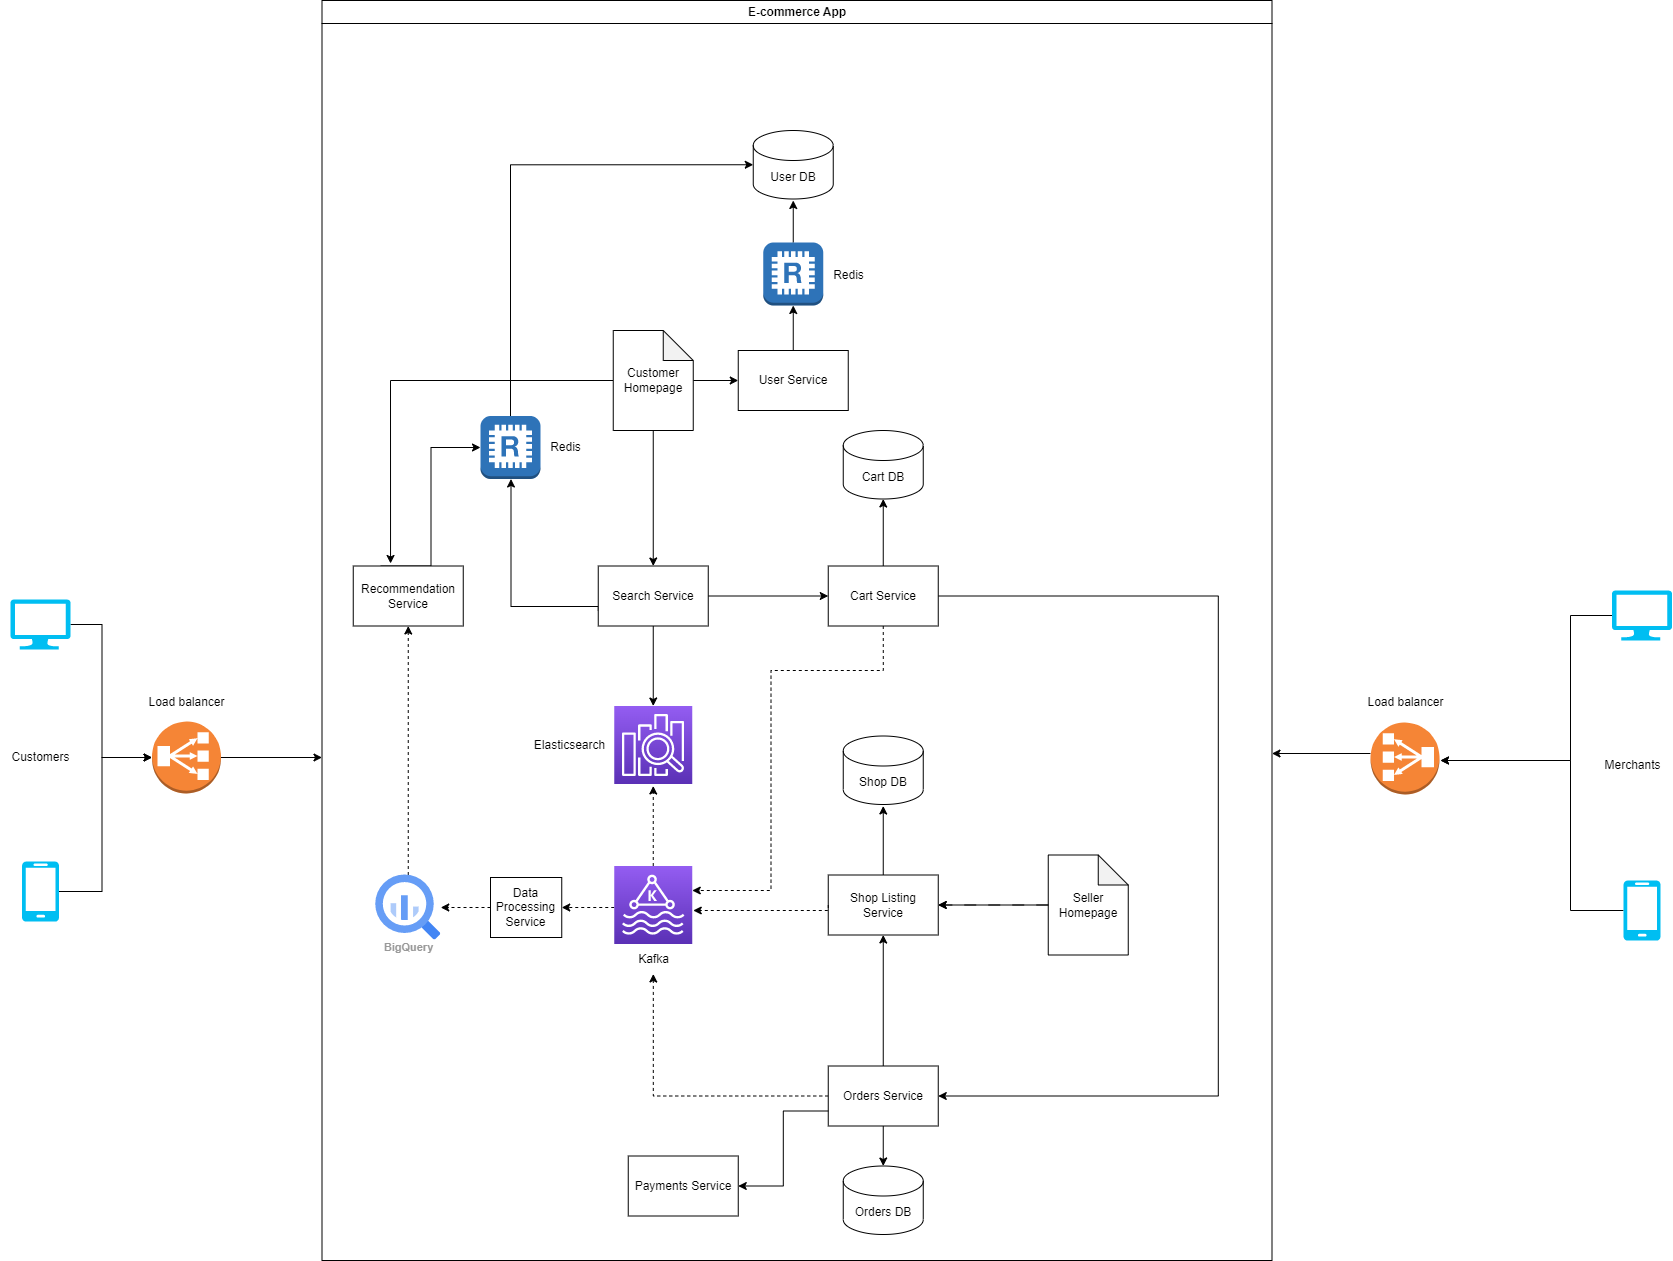 E-commerce App
User DB
R
Redis
Customer
Homepage
User Service
R
Redis
Cart DB
Recommendation
Service
Search Service
Cart Service
Load balancer
Load balancer
Customers
Elasticsearch
Shop DB
Merchants
Data
Processing
Service
K
Shop Listing
Service
Seller
Homepage
BigQuery
Kafka
Orders Service
Payments Service
Orders DB